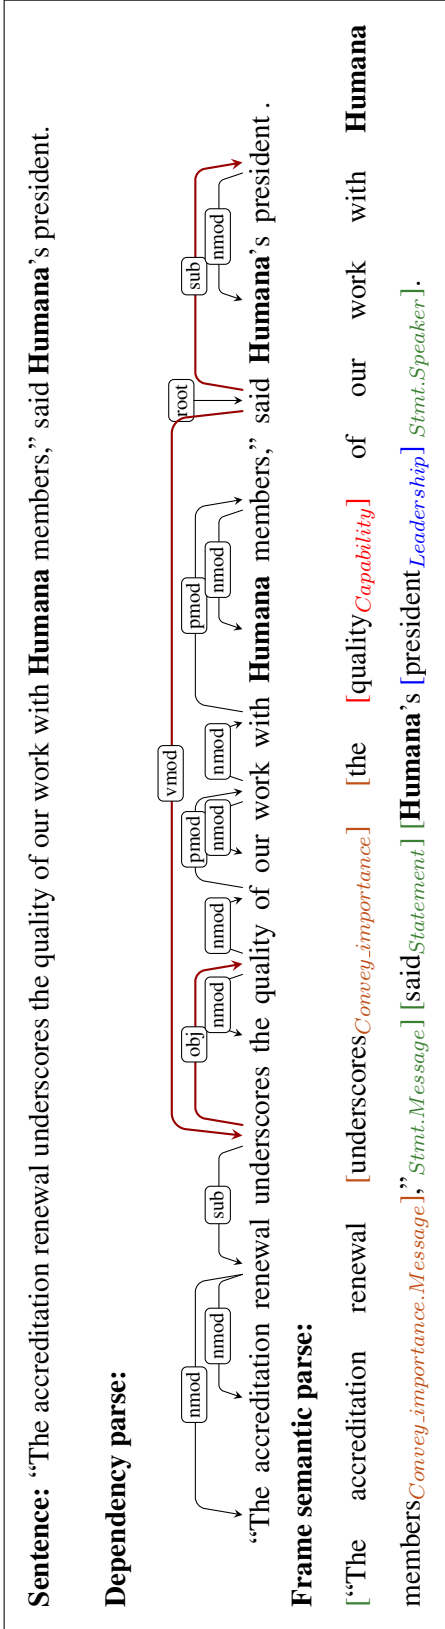 Sentence: “The accreditation renewal underscores the quality of our work with Humana members,” said Humana’s president.
Dependency parse:
vmod
root
nmod obj pmod pmod sub
nmod sub nmod nmod nmod nmod nmod nmod
“The accreditation renewal underscores the quality of our work with Humana members,” said Humana’s president .
Frame semantic parse:
[“The accreditation renewal [underscoresConvey_importance] [the [qualityCapability] of our work with Humana
membersConvey_importance.Message],”Stmt.Message] [saidStatement] [Humana’s [presidentLeadership] Stmt.Speaker].